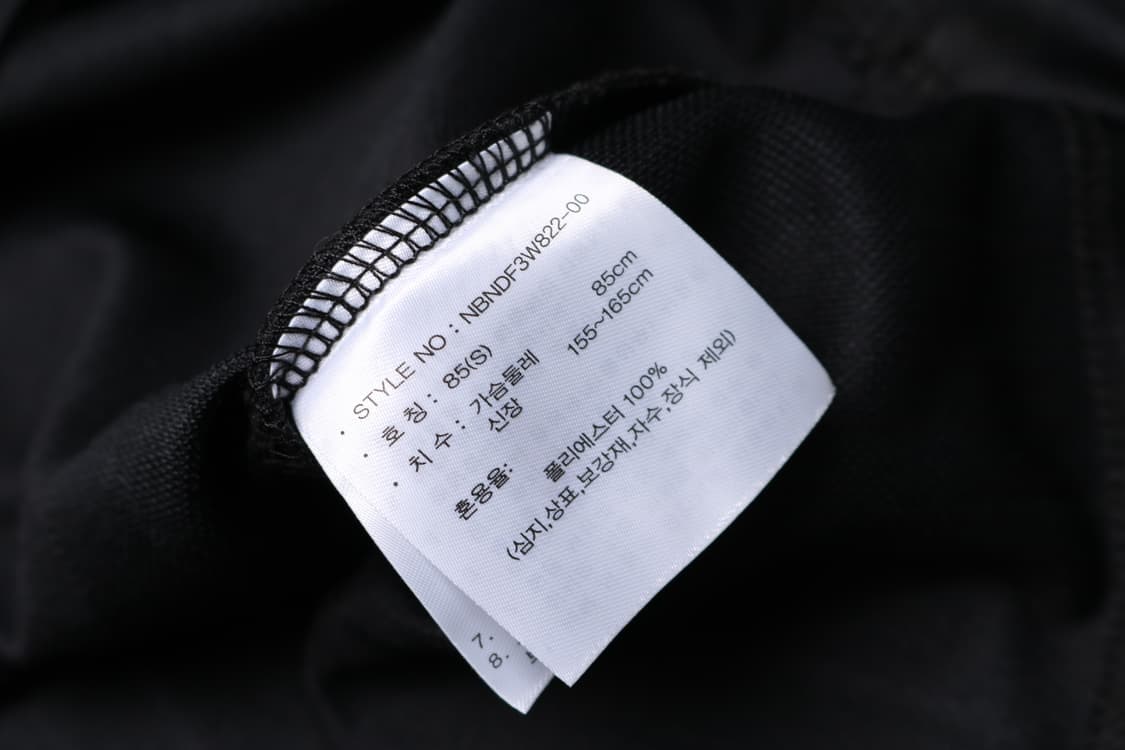 · STYLE NO : NBNDF3W822-00
· 호 칭 : 85(S)
· 치 수 : 가슴둘레 85cm
신장 155~165cm
혼용율: 폴리에스터 100%
(심지,상표,보강재,자수,장식 제외)
7.
8.